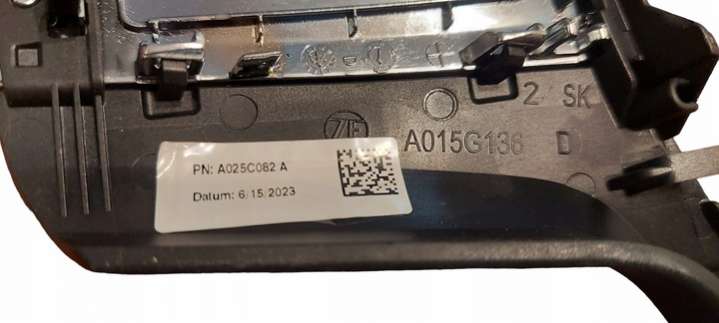 2 SK
ZF
A015G136 D
PN: A025C082 A
Datum: 6/15/2023